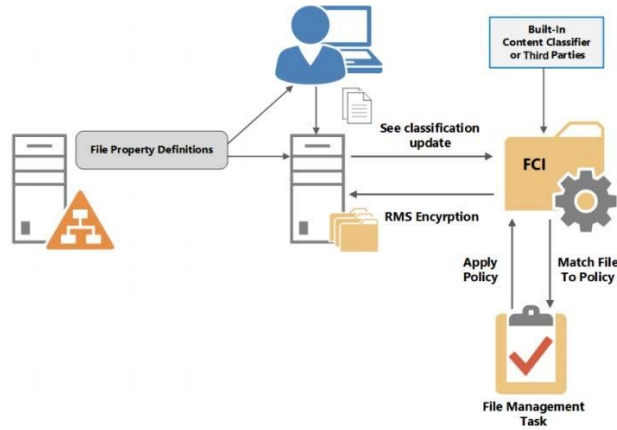 Built-In
Content Classifier
or Third Parties
File Property Definitions
See classification
update
FCI
RMS Encyrption
Apply
Policy
Match File
To Policy
File Management
Task